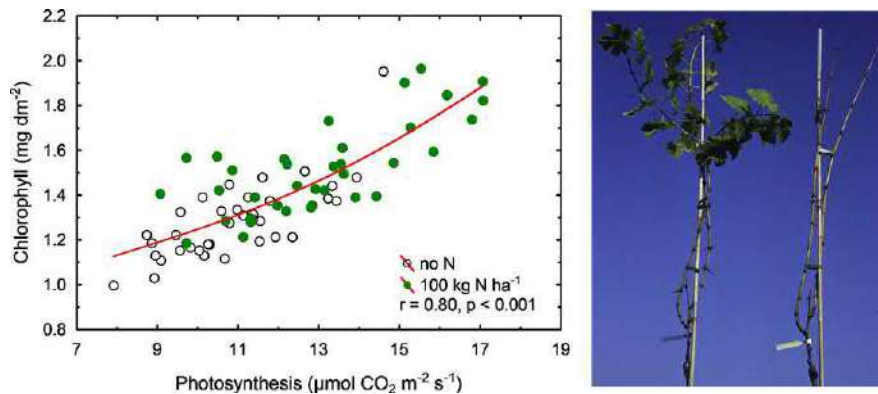 2.2
2.0
1.8
1.6
1.4
1.2
1.0
0.8
Chlorophyll (mg dm⁻²)
no N
100 kg N ha⁻¹
r = 0.80, p < 0.001
7 9 11 13 15 17 19
Photosynthesis (μmol CO₂ m⁻² s⁻¹)